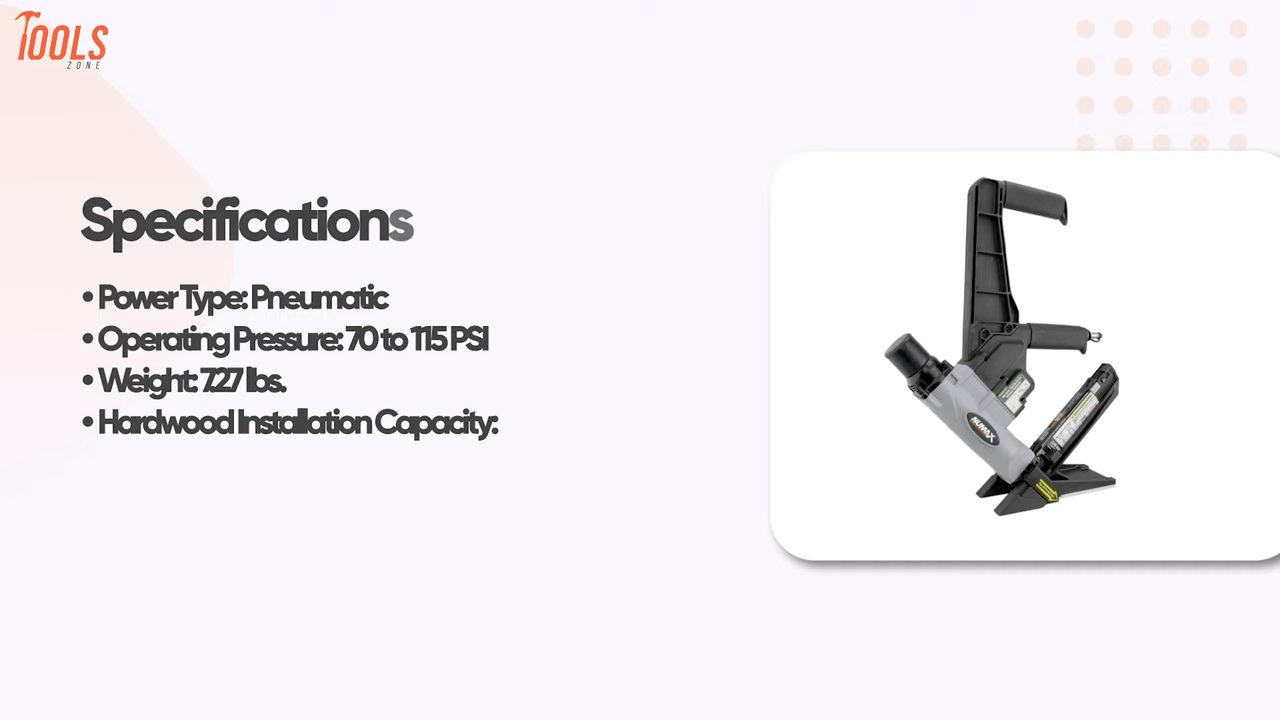 TOOLS
ZONE
Specifications
• Power Type: Pneumatic
• Operating Pressure: 70 to 115 PSI
• Weight: 7.27 lbs.
• Hardwood Installation Capacity:
NUMAX